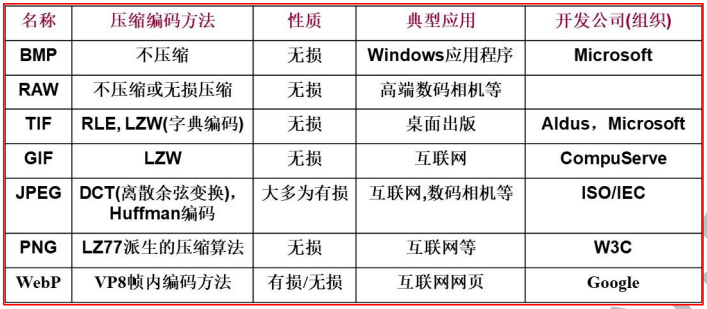 名称 压缩编码方法 性质 典型应用 开发公司(组织)
BMP 不压缩 无损 Windows应用程序 Microsoft
RAW 不压缩或无损压缩 无损 高端数码相机等
TIF RLE, LZW(字典编码) 无损 桌面出版 Aldus，Microsoft
GIF LZW 无损 互联网 CompuServe
JPEG DCT(离散余弦变换)， 大多为有损 互联网,数码相机等 ISO/IEC
Huffman编码
PNG LZ77派生的压缩算法 无损 互联网等 W3C
WebP VP8帧内编码方法 有损/无损 互联网网页 Google